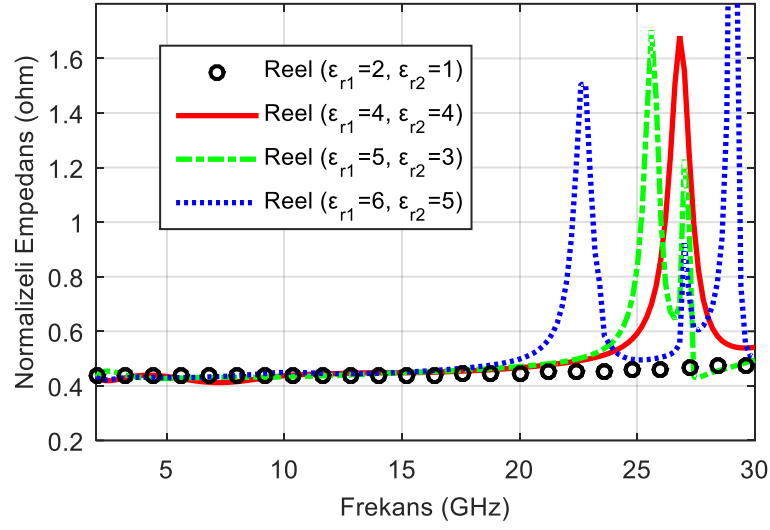 Normalizeli Empedans (ohm)
1.6
1.4
1.2
1
0.8
0.6
0.4
0.2
Reel (εr1=2, εr2=1)
Reel (εr1=4, εr2=4)
Reel (εr1=5, εr2=3)
Reel (εr1=6, εr2=5)
5 10 15 20 25 30
Frekans (GHz)